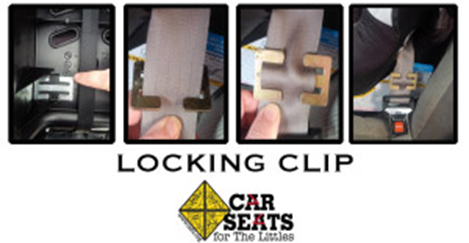 LOCKING CLIP
CAR
SEATS
for The Littles